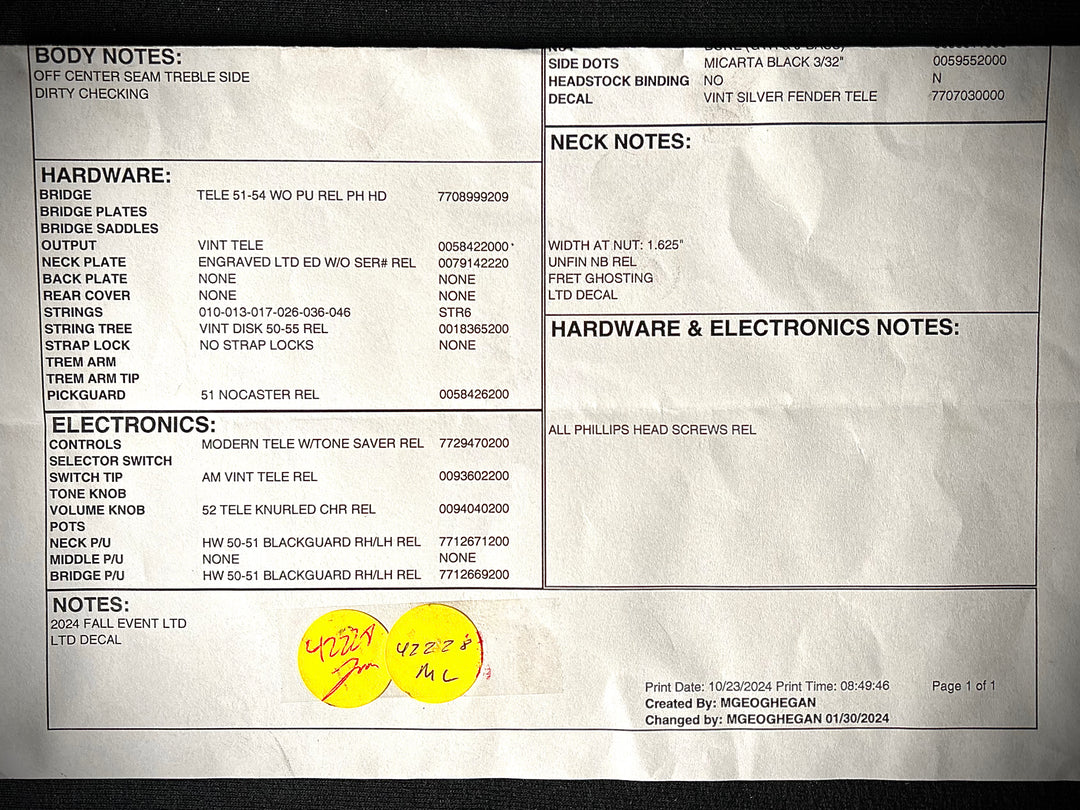 BODY NOTES:
OFF CENTER SEAM TREBLE SIDE
DIRTY CHECKING
HARDWARE:
BRIDGE TELE 51-54 WO PU REL PH HD 7708999209
BRIDGE PLATES
BRIDGE SADDLES
OUTPUT VINT TELE 0058422000
NECK PLATE ENGRAVED LTD ED W/O SER# REL 0079142220
BACK PLATE NONE NONE
REAR COVER NONE NONE
STRINGS 010-013-017-026-036-046 STR6
STRING TREE VINT DISK 50-55 REL 0018365200
STRAP LOCK NO STRAP LOCKS NONE
TREM ARM
TREM ARM TIP
PICKGUARD 51 NOCASTER REL 0058426200
ELECTRONICS:
CONTROLS MODERN TELE W/TONE SAVER REL 7729470200
SELECTOR SWITCH
SWITCH TIP AM VINT TELE REL 0093602200
TONE KNOB
VOLUME KNOB 52 TELE KNURLED CHR REL 0094040200
POTS
NECK P/U HW 50-51 BLACKGUARD RH/LH REL 7712671200
MIDDLE P/U NONE NONE
BRIDGE P/U HW 50-51 BLACKGUARD RH/LH REL 7712669200
SIDE DOTS MICARTA BLACK 3/32" 0059552000
HEADSTOCK BINDING NO N
DECAL VINT SILVER FENDER TELE 7707030000
NECK NOTES:
WIDTH AT NUT: 1.625"
UNFIN NB REL
FRET GHOSTING
LTD DECAL
HARDWARE & ELECTRONICS NOTES:
ALL PHILLIPS HEAD SCREWS REL
NOTES:
2024 FALL EVENT LTD
LTD DECAL
42228
MC
Print Date: 10/23/2024 Print Time: 08:49:46 Page 1 of 1
Created By: MGEOGHEGAN
Changed by: MGEOGHEGAN 01/30/2024